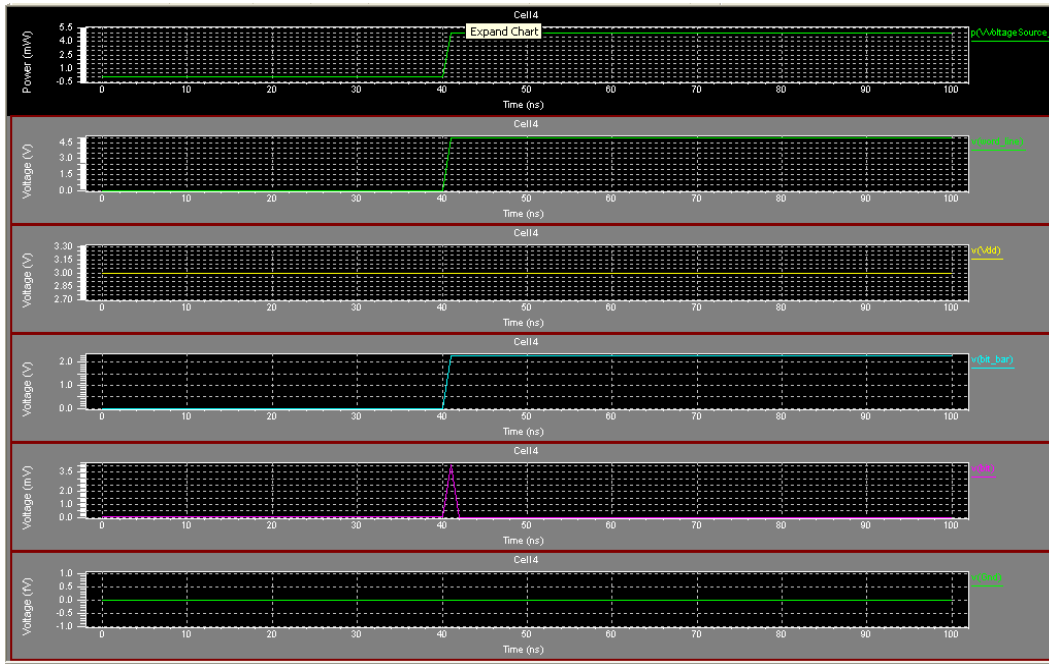 Cell4
Expand Chart
Power (mW)
5.5
4.0
2.5
1.0
-0.5
0 10 20 30 40 50 60 70 80 90 100
Time (ns)
Cell4
Voltage (V)
4.5
3.0
1.5
0.0
0 10 20 30 40 50 60 70 80 90 100
Time (ns)
v(word_line)
Cell4
Voltage (V)
3.30
3.15
3.00
2.85
2.70
0 10 20 30 40 50 60 70 80 90 100
Time (ns)
v(Vdd)
Cell4
Voltage (V)
2.0
1.0
0.0
0 10 20 30 40 50 60 70 80 90 100
Time (ns)
v(bit_bar)
Cell4
Voltage (mV)
3.5
2.0
1.0
0.0
0 10 20 30 40 50 60 70 80 90 100
Time (ns)
v(bit)
Cell4
Voltage (fV)
1.0
0.5
0.0
-0.5
-1.0
0 10 20 30 40 50 60 70 80 90 100
Time (ns)
v(Gnd)